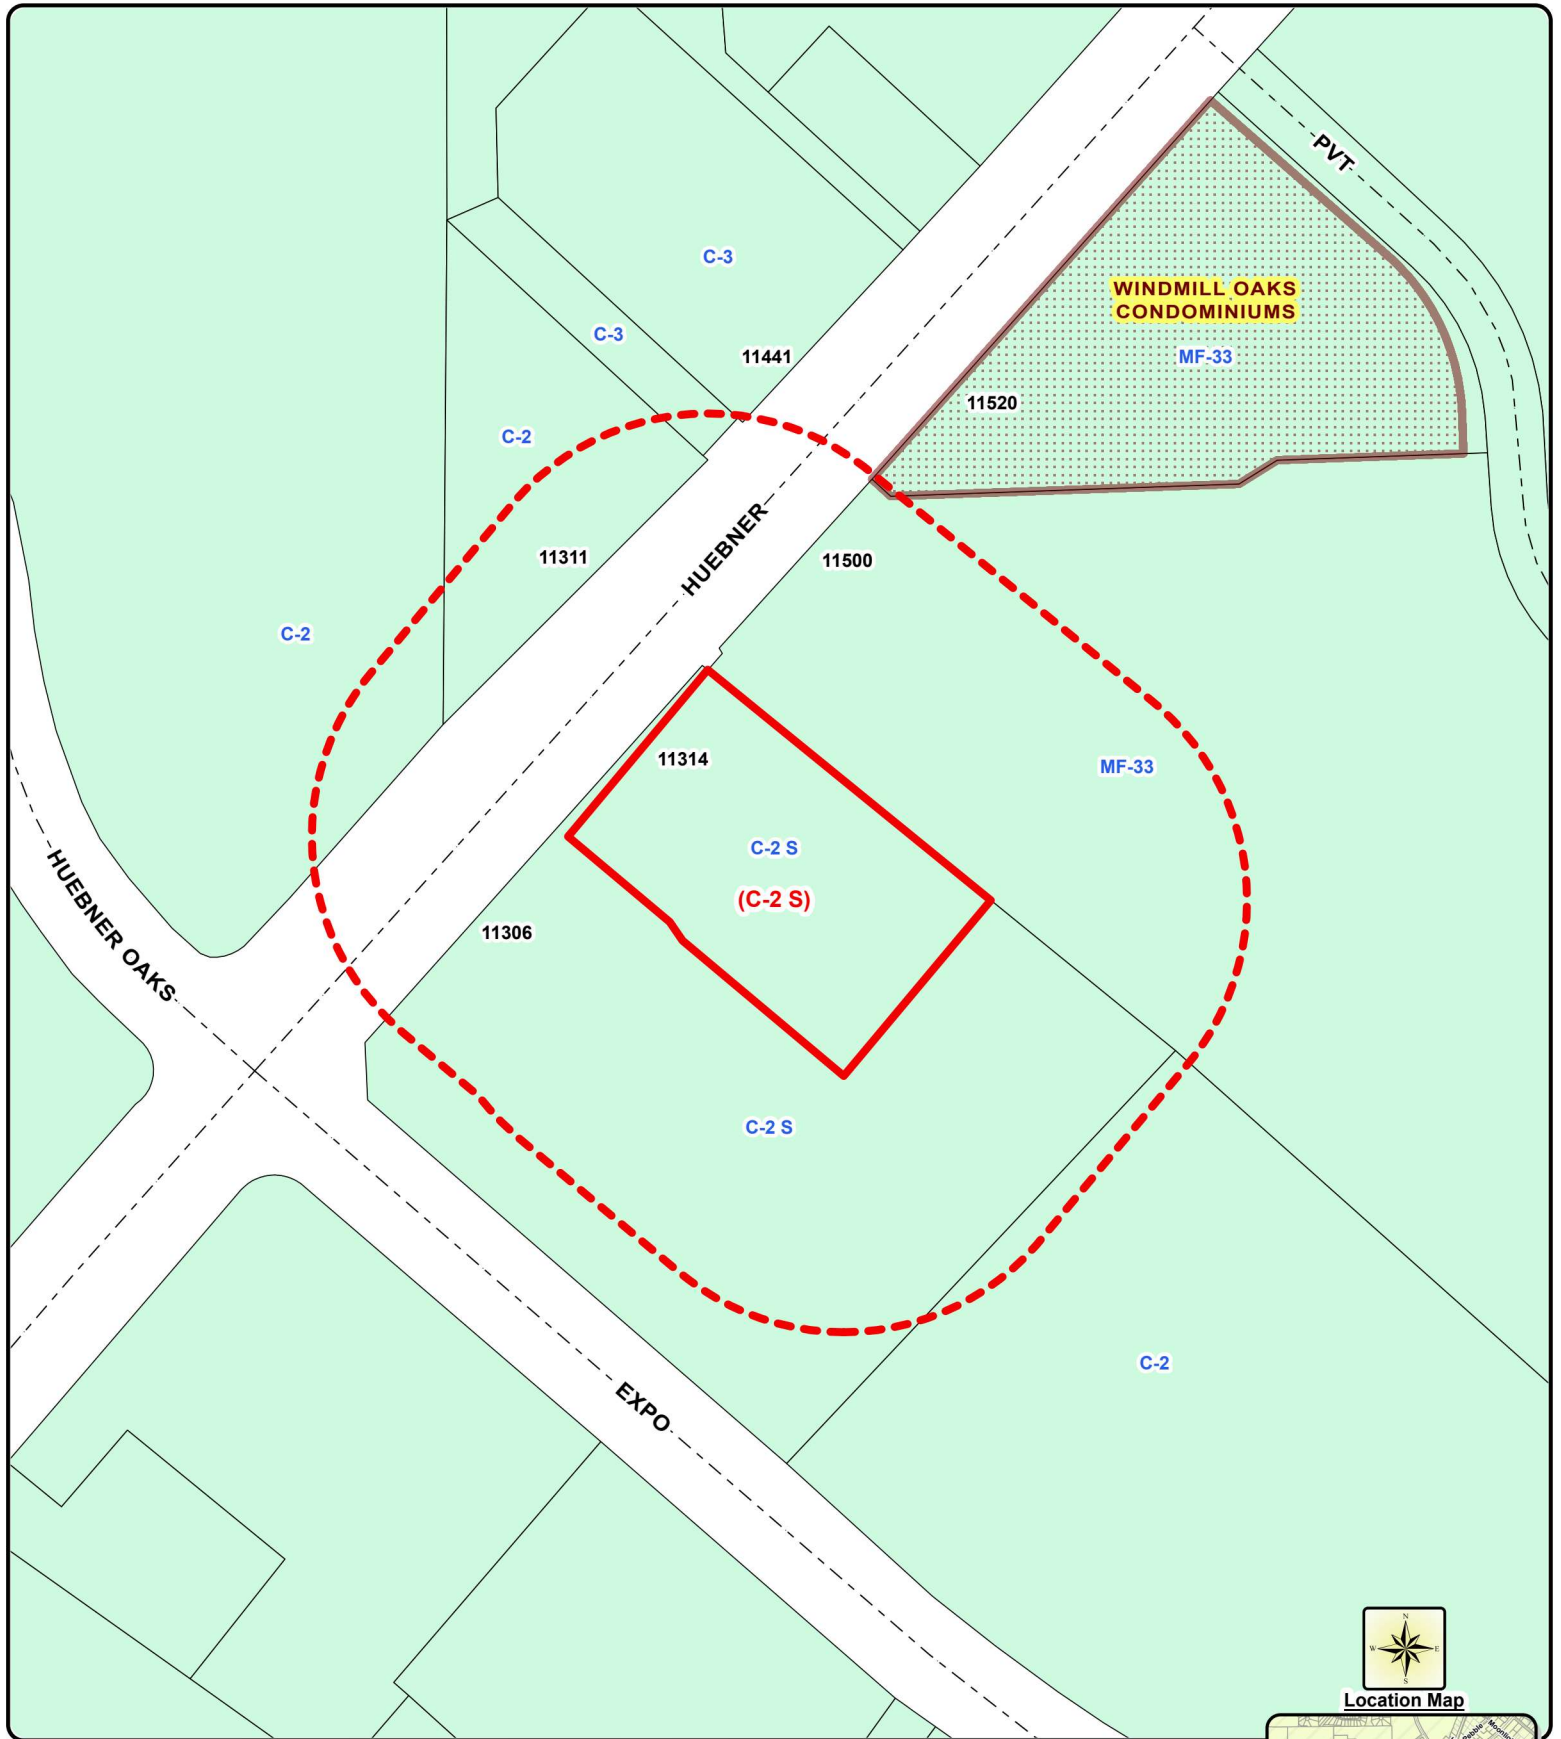 PVT
C-3
WINDMILL OAKS
CONDOMINIUMS
C-3
11441
MF-33
11520
C-2
HUEBNER
11311
11500
C-2
11314
MF-33
C-2 S
HUEBNER OAKS
(C-2 S)
11306
C-2 S
C-2
EXPO
N
W
E
S
Location Map
Pebble